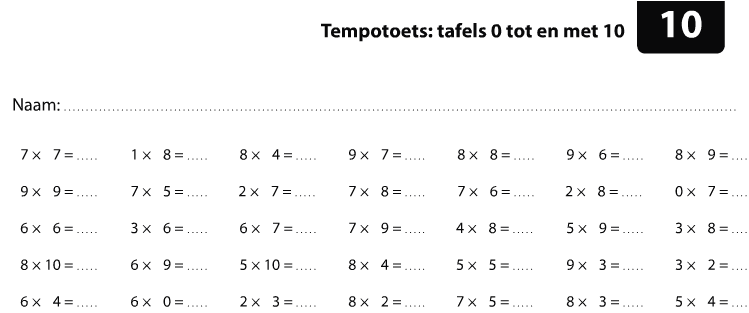 Tempotoets: tafels 0 tot en met 10 10
Naam: ....................................................................................................
7 × 7 = ..... 1 × 8 = ..... 8 × 4 = ..... 9 × 7 = ..... 8 × 8 = ..... 9 × 6 = ..... 8 × 9 = ....
9 × 9 = ..... 7 × 5 = ..... 2 × 7 = ..... 7 × 8 = ..... 7 × 6 = ..... 2 × 8 = ..... 0 × 7 = ....
6 × 6 = ..... 3 × 6 = ..... 6 × 7 = ..... 7 × 9 = ..... 4 × 8 = ..... 5 × 9 = ..... 3 × 8 = ....
8 × 10 = ..... 6 × 9 = ..... 5 × 10 = ..... 8 × 4 = ..... 5 × 5 = ..... 9 × 3 = ..... 3 × 2 = ....
6 × 4 = ..... 6 × 0 = ..... 2 × 3 = ..... 8 × 2 = ..... 7 × 5 = ..... 8 × 3 = ..... 5 × 4 = ....